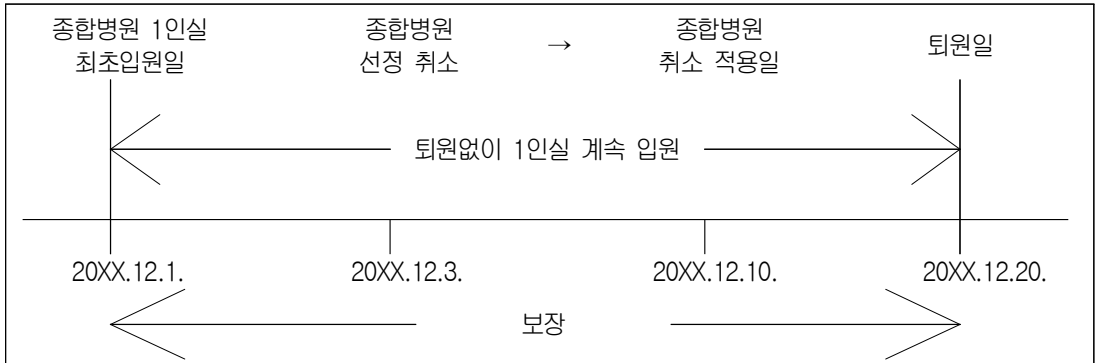 종합병원 1인실
최초입원일
종합병원
선정 취소
→
종합병원
취소 적용일
퇴원일
퇴원없이 1인실 계속 입원
20XX.12.1.
20XX.12.3.
20XX.12.10.
20XX.12.20.
보장